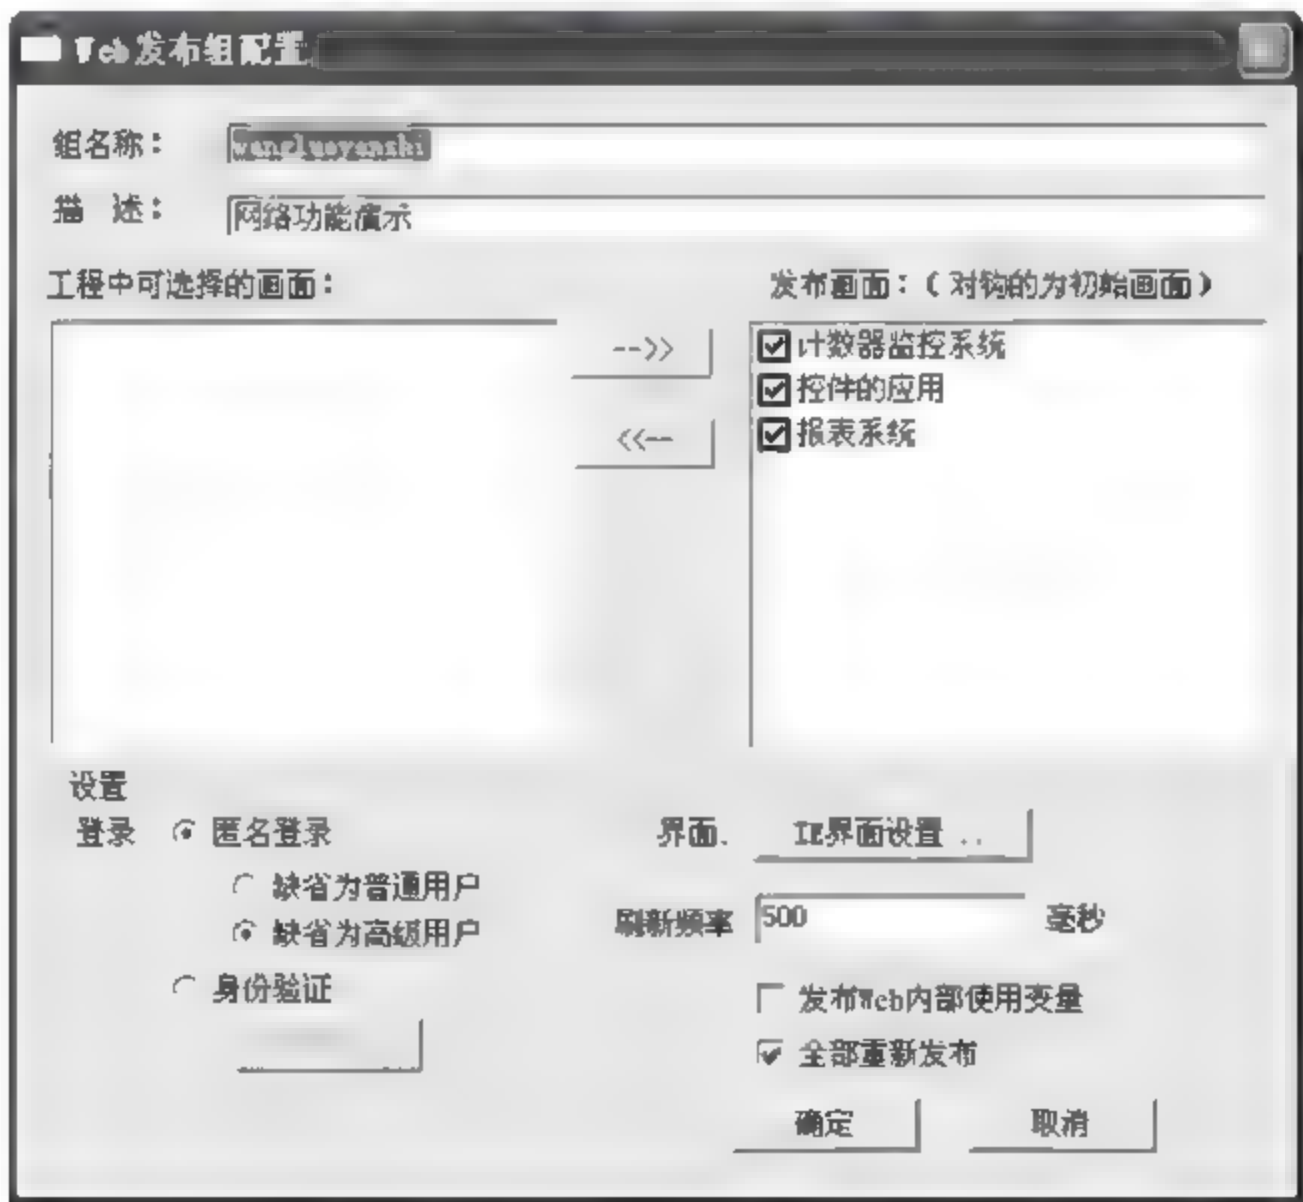 Web发布组配置
组名称： wangluoyanshi
描 述： 网络功能演示
工程中可选择的画面： 发布画面：（对钩的为初始画面）
-->> 计数器监控系统
控件的应用
<<-- 报表系统
设置
登录 匿名登录 界面. IE界面设置 ..
缺省为普通用户
缺省为高级用户 刷新频率 500 毫秒
身份验证 发布Web内部使用变量
全部重新发布
确定 取消